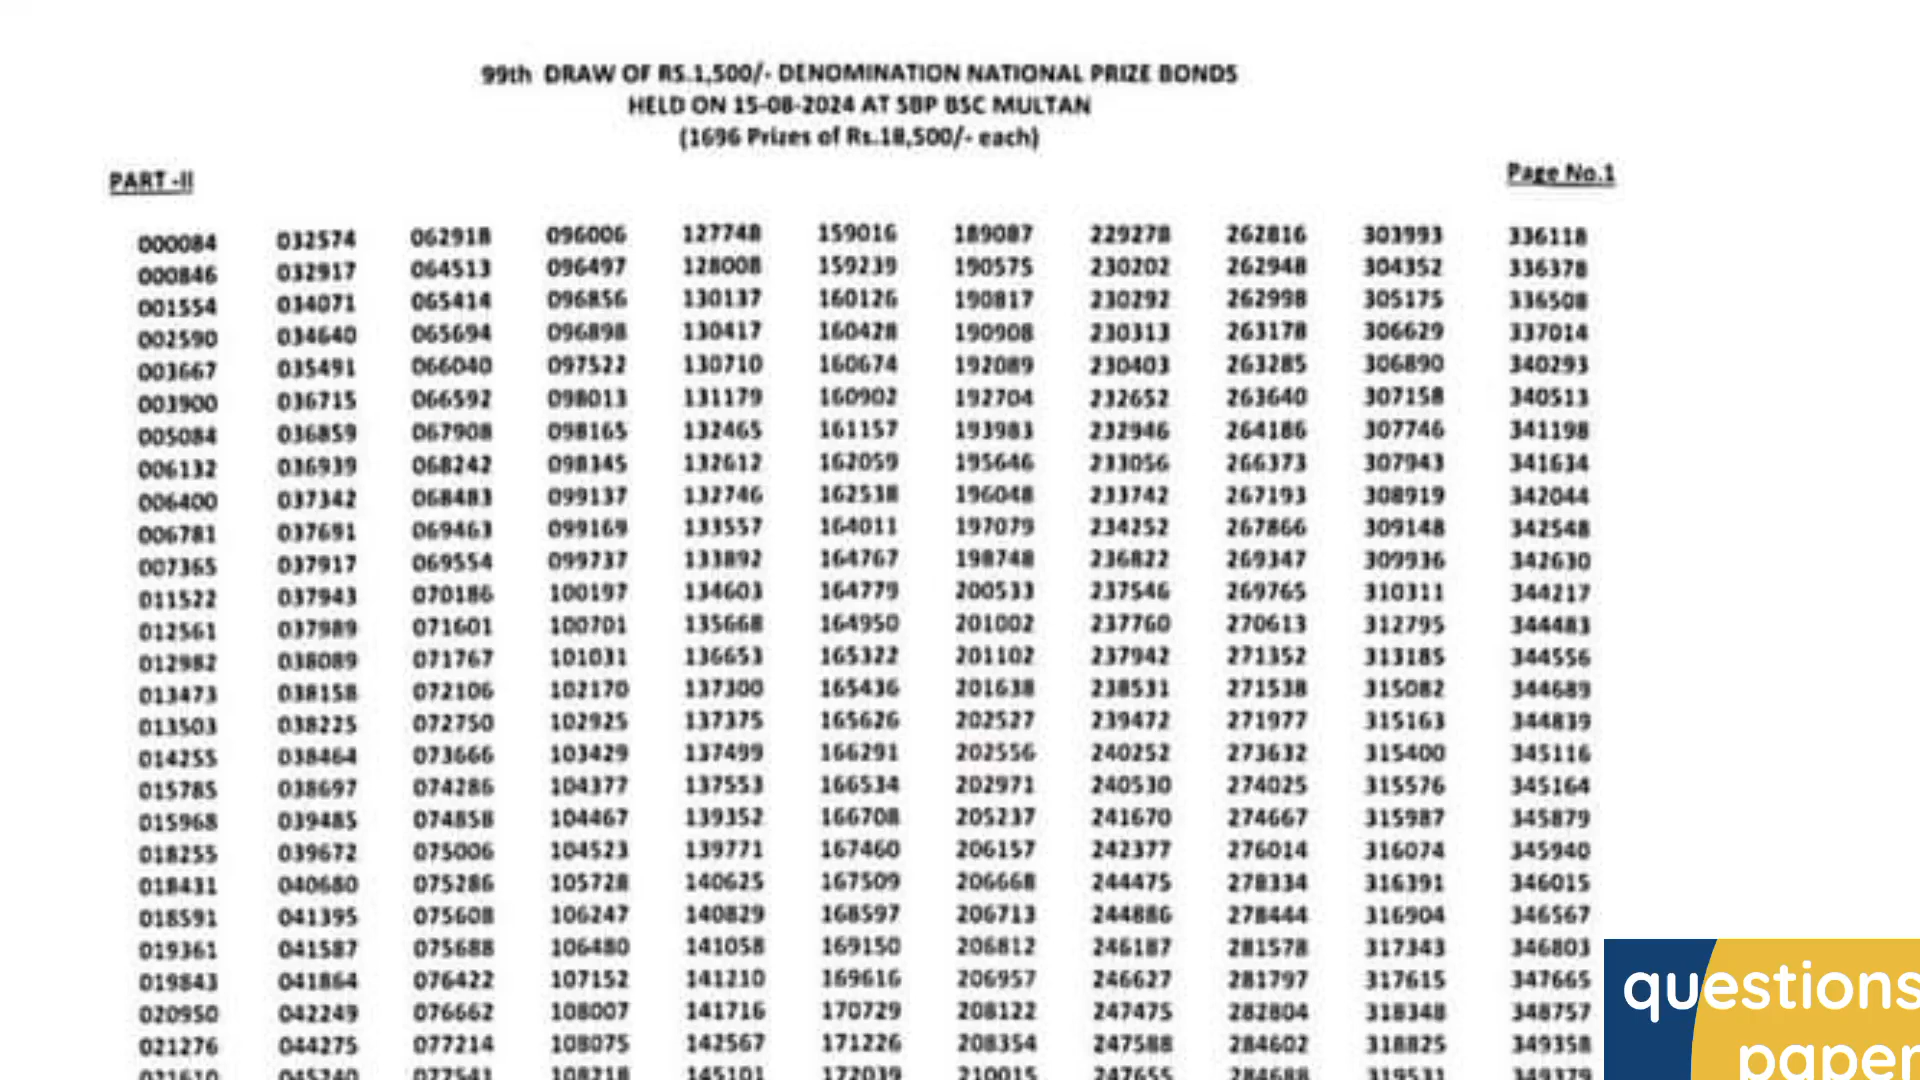 99th DRAW OF RS.1,500/- DENOMINATION NATIONAL PRIZE BONDS
HELD ON 15-08-2024 AT SBP BSC MULTAN
(1696 Prizes of Rs.18,500/- each)
PART -II Page No.1
000084 032574 062918 096006 127748 159016 189087 229278 262816 303993 336118
000846 032917 064513 096497 128008 159239 190575 230202 262948 304352 336378
001554 034071 065414 096856 130137 160126 190817 230292 262998 305175 336508
002590 034640 065694 096898 130417 160428 190908 230313 263178 306629 337014
003667 035491 066040 097522 130710 160674 192089 230403 263285 306890 340293
003900 036715 066592 098013 131179 160902 192704 232652 263640 307158 340513
005084 036859 067908 098165 132465 161157 193983 232946 264186 307746 341198
006132 036939 068242 098345 132612 162059 195646 233056 266373 307943 341634
006400 037342 068483 099137 132746 162538 196048 233742 267193 308919 342044
006781 037691 069463 099169 133557 164011 197079 234252 267866 309148 342548
007365 037917 069554 099737 133892 164767 198748 236822 269347 309936 342630
011522 037943 070186 100197 134603 164779 200533 237546 269765 310311 344217
012561 037989 071601 100701 135668 164950 201002 237760 270613 312795 344483
012982 038089 071767 101031 136653 165322 201102 237942 271352 313185 344556
013473 038158 072106 102170 137300 165436 201638 238531 271538 315082 344689
013503 038225 072750 102925 137375 165626 202527 239472 271977 315163 344839
014255 038464 073666 103429 137499 166291 202556 240252 273632 315400 345116
015785 038697 074286 104377 137553 166534 202971 240530 274025 315576 345164
015968 039485 074858 104467 139352 166708 205237 241670 274667 315987 345879
018255 039672 075006 104523 139771 167460 206157 242377 276014 316074 345940
018431 040680 075286 105728 140625 167509 206668 244475 278334 316391 346015
018591 041395 075608 106247 140829 168597 206713 244886 278444 316904 346567
019361 041587 075688 106480 141058 169150 206812 246187 281578 317343 346803
019843 041864 076422 107152 141210 169616 206957 246627 281797 317615 347665
020950 042249 076662 108007 141716 170729 208122 247475 282804 318348 348757
021276 044275 077214 108075 142567 171226 208354 247588 284602 318825 349358
questions
paper